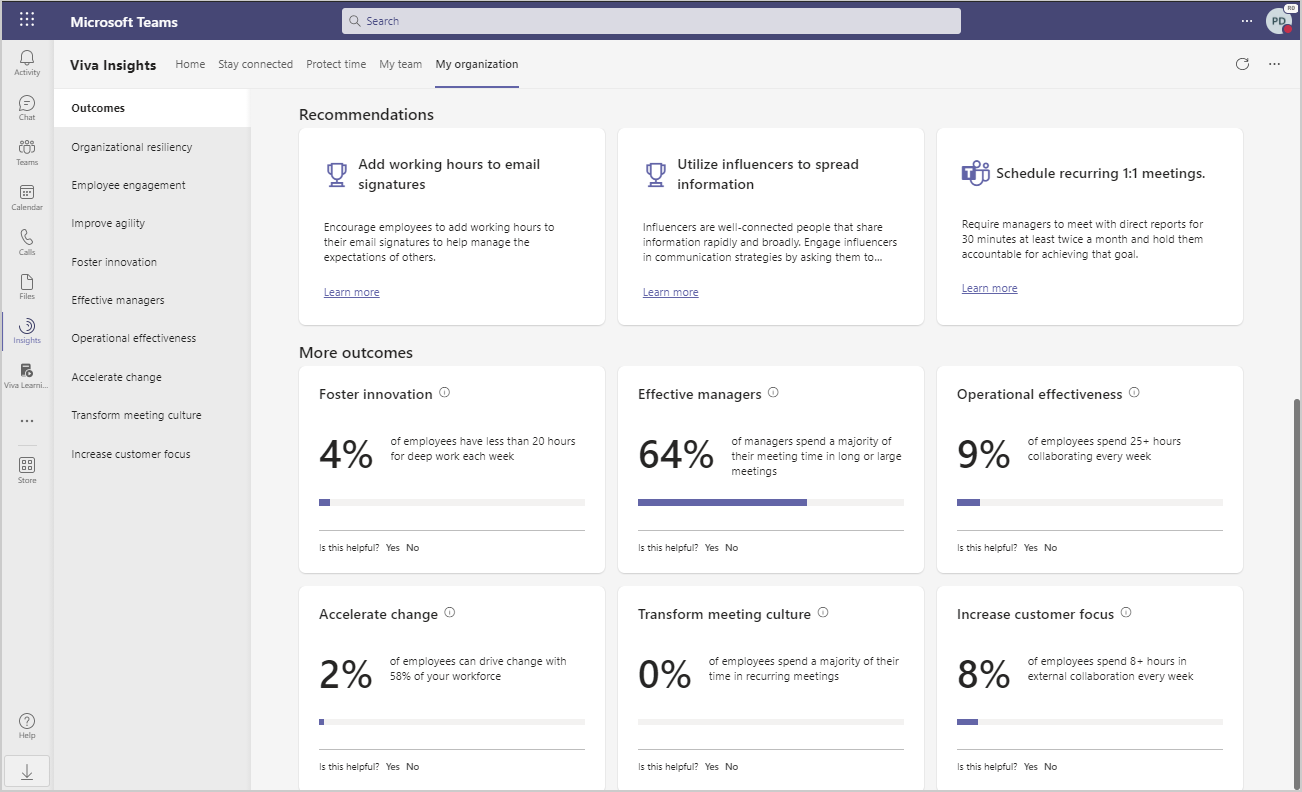 Microsoft Teams
Search
PD
Viva Insights
Home
Stay connected
Protect time
My team
My organization
Activity
Chat
Teams
Calendar
Calls
Files
Insights
Viva Learni...
Store
Help
Outcomes
Organizational resiliency
Employee engagement
Improve agility
Foster innovation
Effective managers
Operational effectiveness
Accelerate change
Transform meeting culture
Increase customer focus
Recommendations
Add working hours to email
signatures
Encourage employees to add working hours to
their email signatures to help manage the
expectations of others.
Learn more
Utilize influencers to spread
information
Influencers are well-connected people that share
information rapidly and broadly. Engage influencers
in communication strategies by asking them to...
Learn more
Schedule recurring 1:1 meetings.
Require managers to meet with direct reports for
30 minutes at least twice a month and hold them
accountable for achieving that goal.
Learn more
More outcomes
Foster innovation
4%
of employees have less than 20 hours
for deep work each week
Is this helpful? Yes No
Effective managers
64%
of managers spend a majority of
their meeting time in long or large
meetings
Is this helpful? Yes No
Operational effectiveness
9%
of employees spend 25+ hours
collaborating every week
Is this helpful? Yes No
Accelerate change
2%
of employees can drive change with
58% of your workforce
Is this helpful? Yes No
Transform meeting culture
0%
of employees spend a majority of their
time in recurring meetings
Is this helpful? Yes No
Increase customer focus
8%
of employees spend 8+ hours in
external collaboration every week
Is this helpful? Yes No